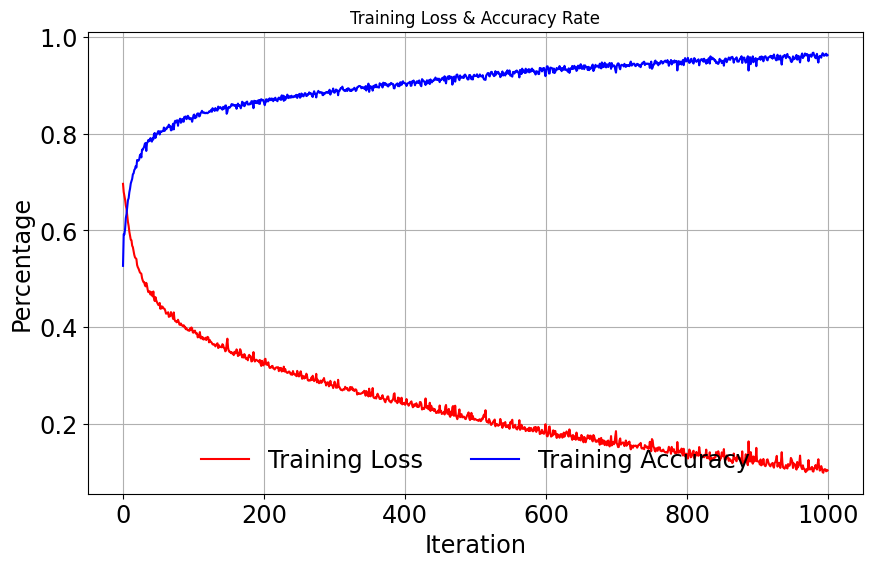 Training Loss & Accuracy Rate
1.0
0.8
0.6
0.4
0.2
Percentage
Training Loss Training Accuracy
0 200 400 600 800 1000
Iteration